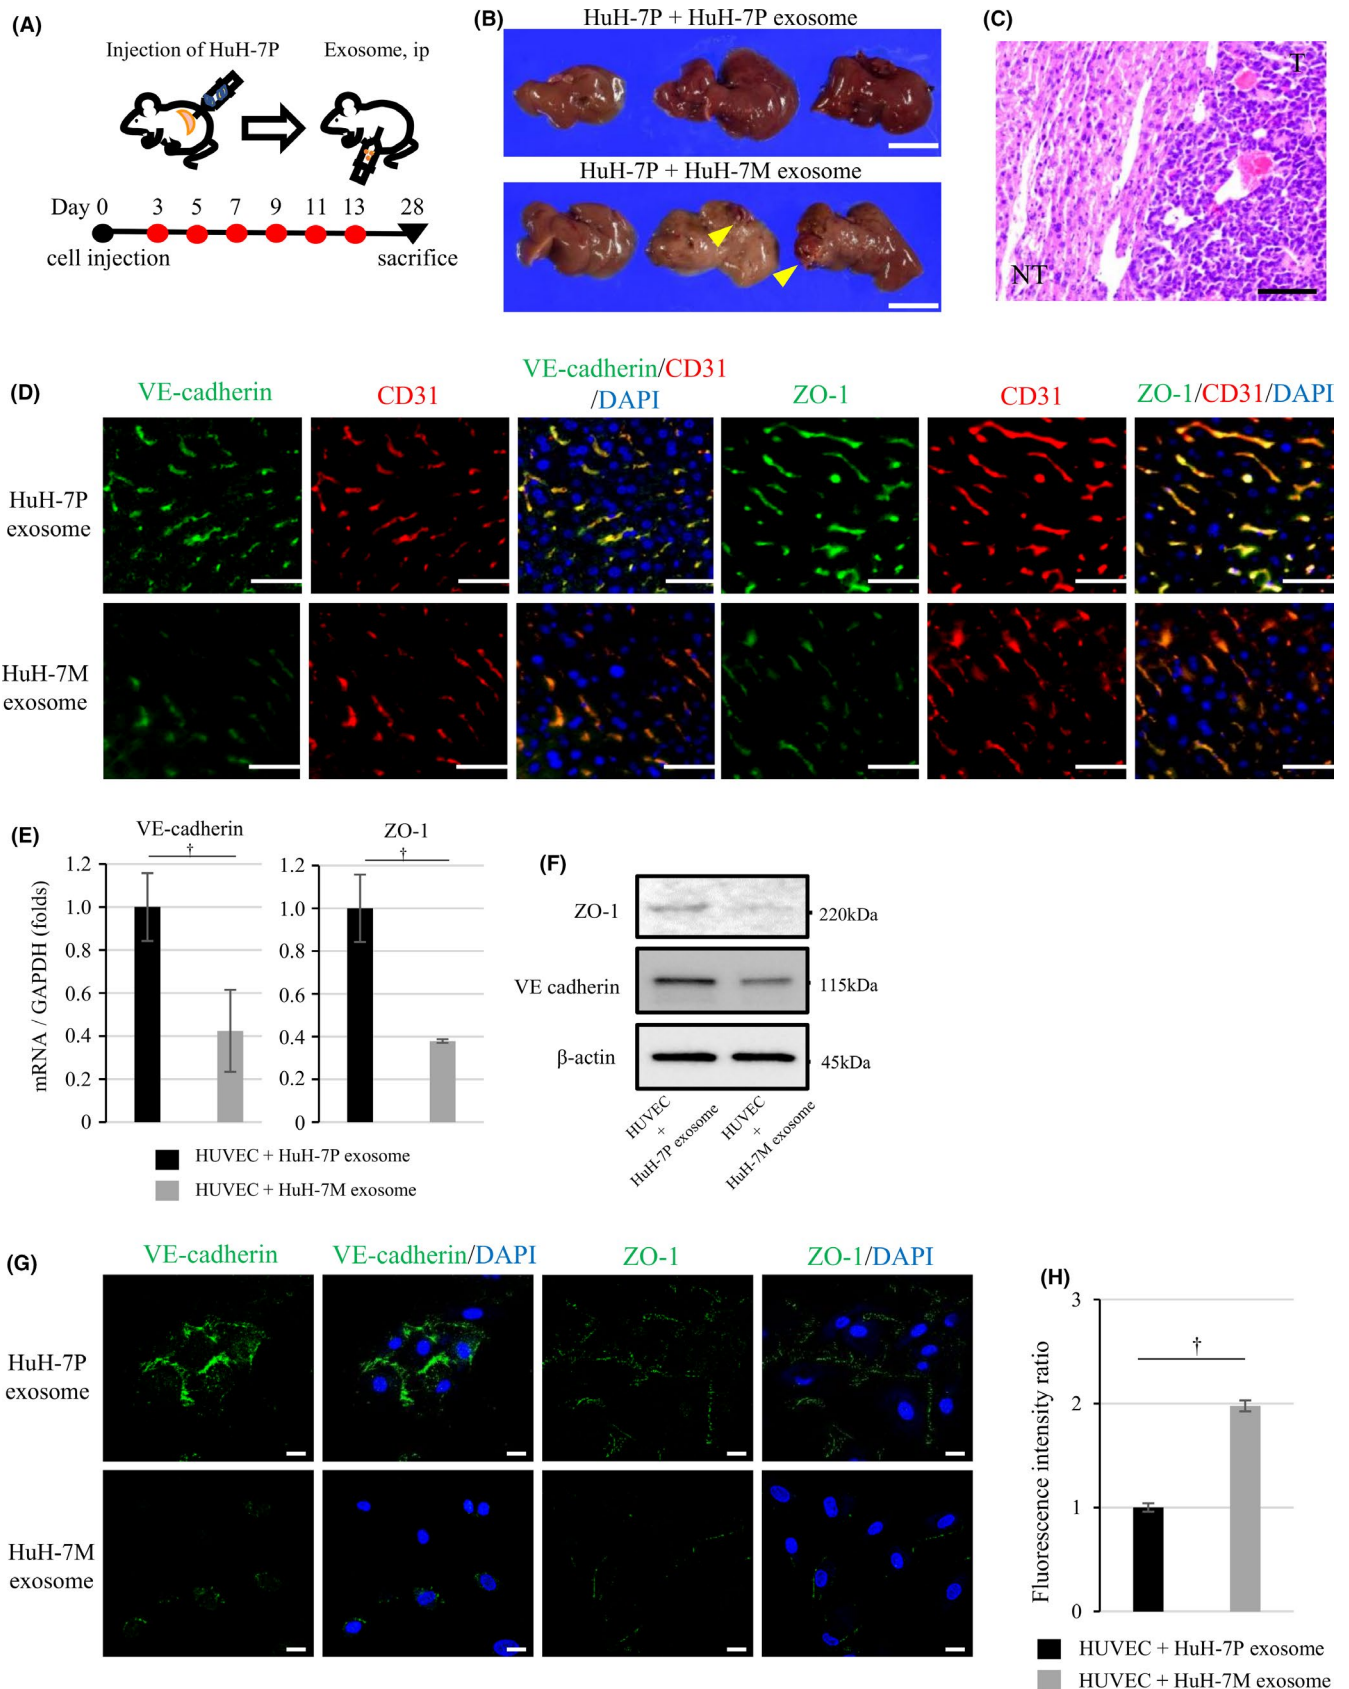 (A)
Injection of HuH-7P
Exosome, ip
Day 0 3 5 7 9 11 13 28
cell injection
sacrifice
(B)
HuH-7P + HuH-7P exosome
HuH-7P + HuH-7M exosome
(C)
T
NT
(D)
VE-cadherin
CD31
VE-cadherin/CD31
/DAPI
ZO-1
CD31
ZO-1/CD31/DAPI
HuH-7P
exosome
HuH-7M
exosome
(E)
VE-cadherin
†
ZO-1
†
mRNA / GAPDH (folds)
1.2
1.0
0.8
0.6
0.4
0.2
0
1.2
1.0
0.8
0.6
0.4
0.2
0
HUVEC + HuH-7P exosome
HUVEC + HuH-7M exosome
(F)
ZO-1
220kDa
VE cadherin
115kDa
β-actin
45kDa
HUVEC
+
HuH-7P exosome
HUVEC
+
HuH-7M exosome
(G)
VE-cadherin
VE-cadherin/DAPI
ZO-1
ZO-1/DAPI
HuH-7P
exosome
HuH-7M
exosome
(H)
Fluorescence intensity ratio
3
2
1
0
†
HUVEC + HuH-7P exosome
HUVEC + HuH-7M exosome